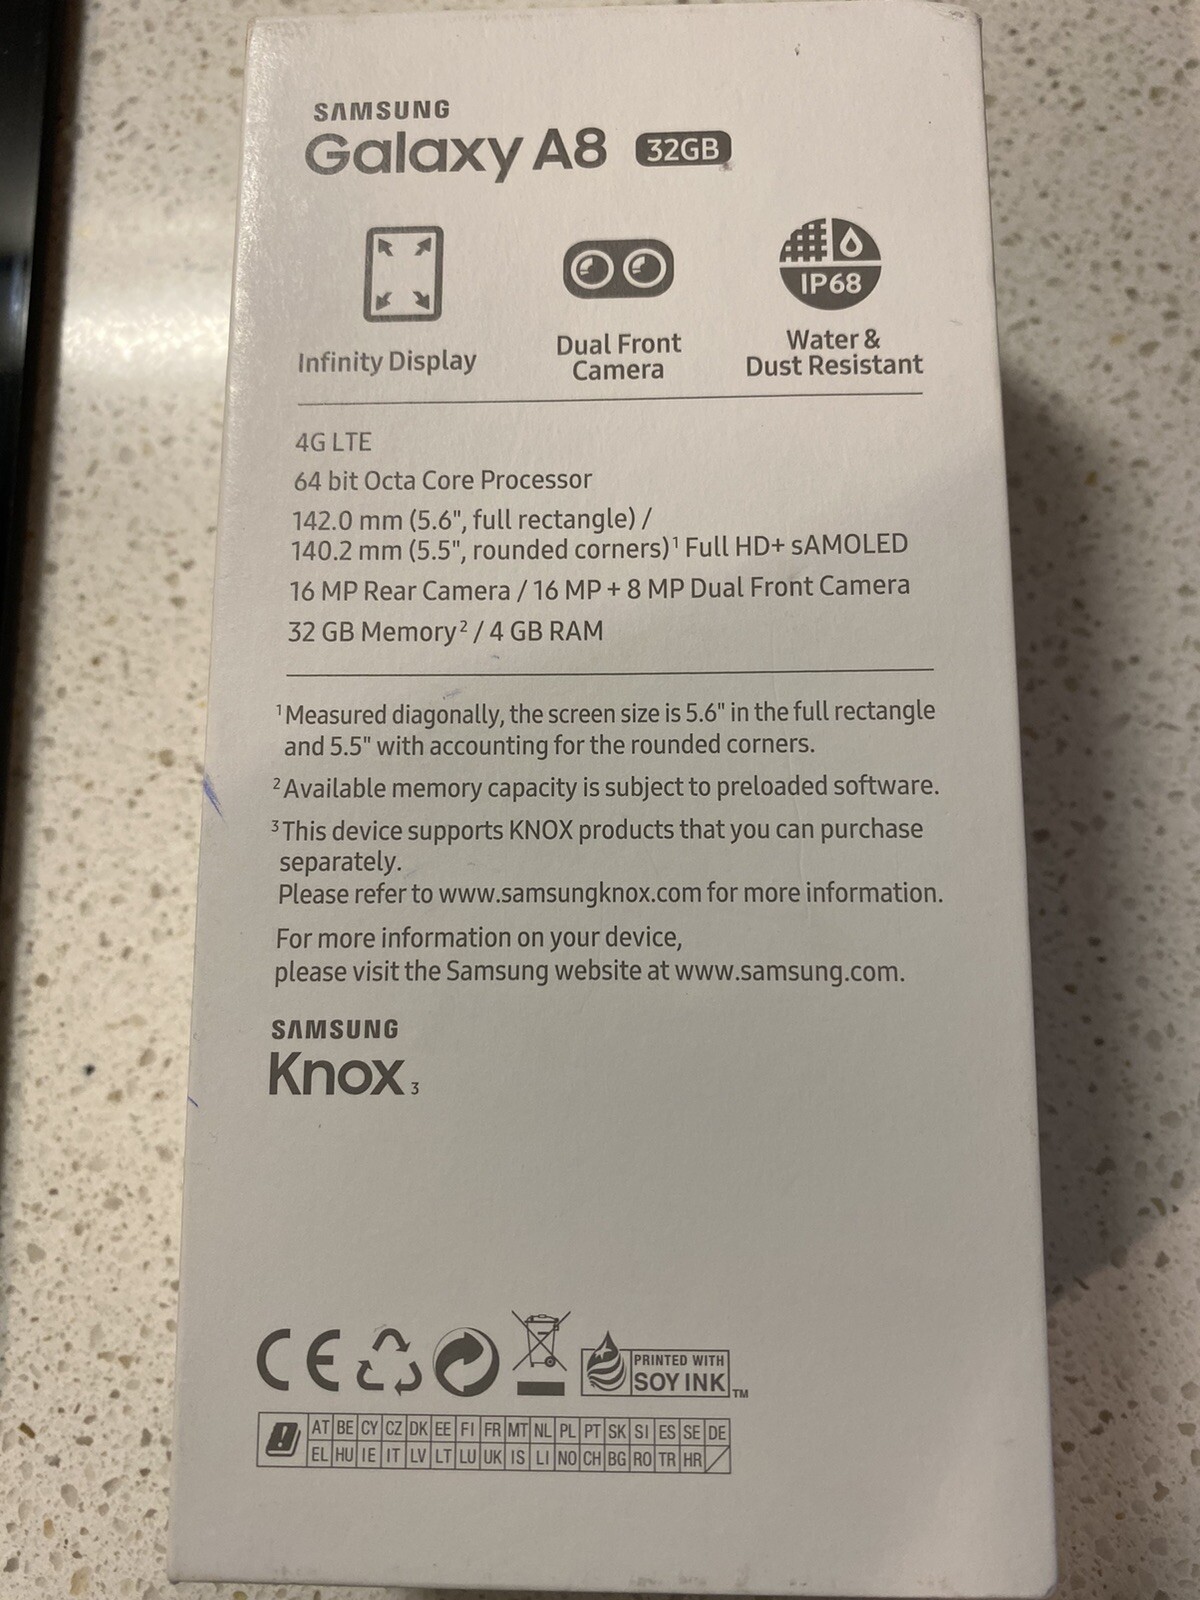 SAMSUNG
Galaxy A8 32GB
Infinity Display
Dual Front
Camera
IP68
Water &
Dust Resistant
4G LTE
64 bit Octa Core Processor
142.0 mm (5.6", full rectangle) /
140.2 mm (5.5", rounded corners)¹ Full HD+ sAMOLED
16 MP Rear Camera / 16 MP + 8 MP Dual Front Camera
32 GB Memory² / 4 GB RAM
¹Measured diagonally, the screen size is 5.6" in the full rectangle
and 5.5" with accounting for the rounded corners.
²Available memory capacity is subject to preloaded software.
³This device supports KNOX products that you can purchase
separately.
Please refer to www.samsungknox.com for more information.
For more information on your device,
please visit the Samsung website at www.samsung.com.
SAMSUNG
Knox 3
CE
PRINTED WITH
SOY INK TM
! AT BE CY CZ DK EE FI FR MT NL PL PT SK SI ES SE DE
EL HU IE IT LV LT LU UK IS LI NO CH BG RO TR HR